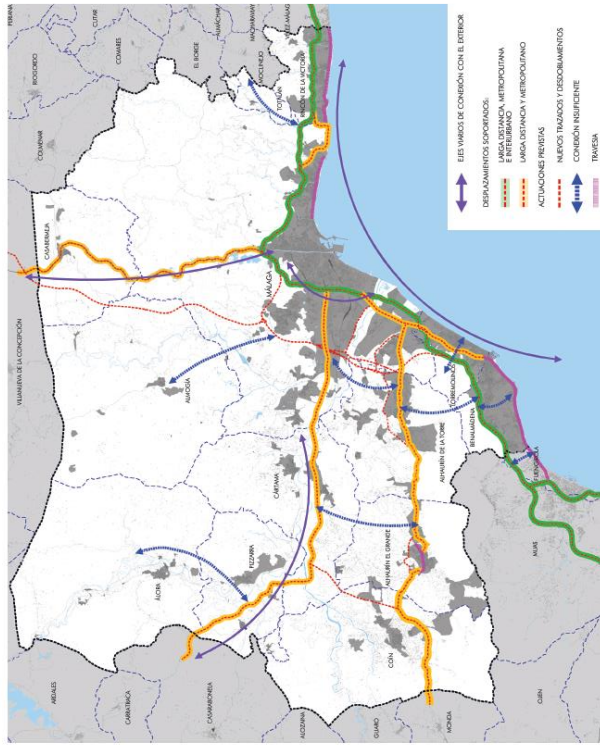 PERIANA
RIOGORDO
CUTAR
COMARES
ALMÁCHAR
EL BORGE
COLMENAR
MOCLINEJO
TOTALÁN
RINCÓN DE LA VICTORIA
VILLANUEVA DE LA CONCEPCIÓN
CASABERMEJA
MÁLAGA
ALMOGÍA
ARDALES
CARRATRACA
ÁLORA
PIZARRA
CÁRTAMA
CASARABONELA
ALOZAINA
GUARO
MONDA
COÍN
ALHAURÍN EL GRANDE
ALHAURÍN DE LA TORRE
TORREMOLINOS
BENALMÁDENA
FUENGIROLA
MIJAS
OJÉN
EJES VIARIOS DE CONEXIÓN CON EL EXTERIOR
DESPLAZAMIENTOS SOPORTADOS:
LARGA DISTANCIA, METROPOLITANA
E INTERURBANO
LARGA DISTANCIA Y METROPOLITANO
ACTUACIONES PREVISTAS
NUEVOS TRAZADOS Y DESDOBLAMIENTOS
CONEXIÓN INSUFICIENTE
TRAVESIA